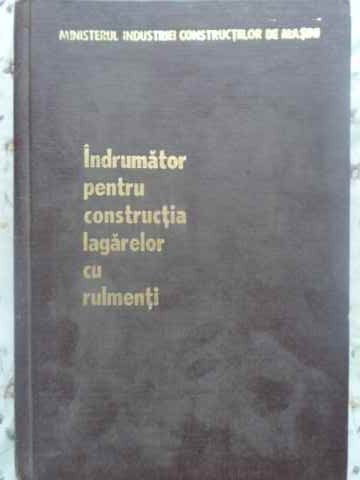 MINISTERUL INDUSTRIEI CONSTRUCȚIILOR DE MAȘINI
Îndrumător
pentru
construcția
lagărelor
cu
rulmenți